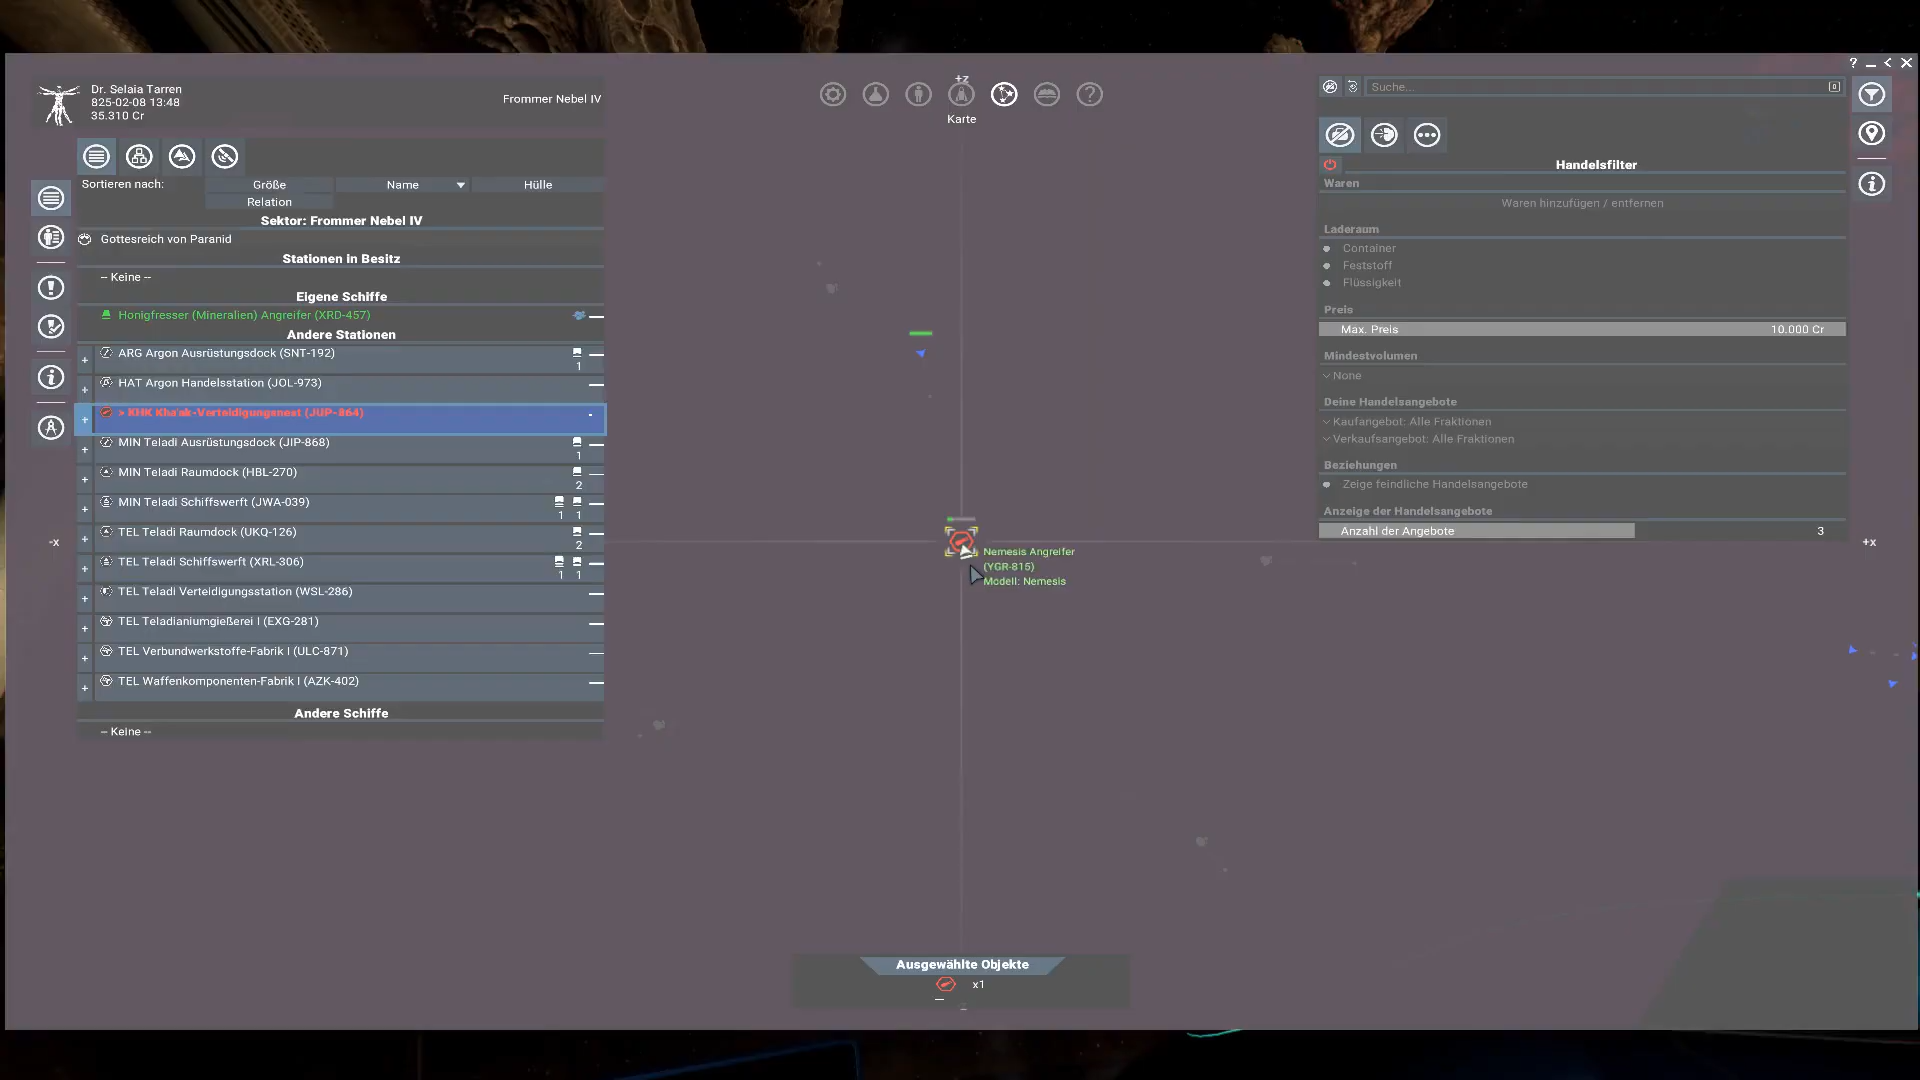 Dr. Selaia Tarren
825-02-08 13:48
35.310 Cr
Frommer Nebel IV
+z
Karte
? _ < X
Suche...
Sortieren nach:
Größe
Name
Hülle
Relation
Sektor: Frommer Nebel IV
Gottesreich von Paranid
Stationen in Besitz
-- Keine --
Eigene Schiffe
Honigfresser (Mineralien) Angreifer (XRD-457)
Andere Stationen
+ ARG Argon Ausrüstungsdock (SNT-192)
1
+ HAT Argon Handelsstation (JOL-973)
+ > KHK Kha'ak-Verteidigungsnest (JUP-864)
+ MIN Teladi Ausrüstungsdock (JIP-868)
1
+ MIN Teladi Raumdock (HBL-270)
2
+ MIN Teladi Schiffswerft (JWA-039)
1 1
+ TEL Teladi Raumdock (UKQ-126)
2
+ TEL Teladi Schiffswerft (XRL-306)
1 1
+ TEL Teladi Verteidigungsstation (WSL-286)
+ TEL Teladianiumgießerei I (EXG-281)
+ TEL Verbundwerkstoffe-Fabrik I (ULC-871)
+ TEL Waffenkomponenten-Fabrik I (AZK-402)
Andere Schiffe
-- Keine --
-x
Nemesis Angreifer
(YGR-815)
Modell: Nemesis
+x
Handelsfilter
Waren
Waren hinzufügen / entfernen
Laderaum
Container
Feststoff
Flüssigkeit
Preis
Max. Preis 10.000 Cr
Mindestvolumen
None
Deine Handelsangebote
Kaufangebot: Alle Fraktionen
Verkaufsangebot: Alle Fraktionen
Beziehungen
Zeige feindliche Handelsangebote
Anzeige der Handelsangebote
Anzahl der Angebote 3
Ausgewählte Objekte
x1